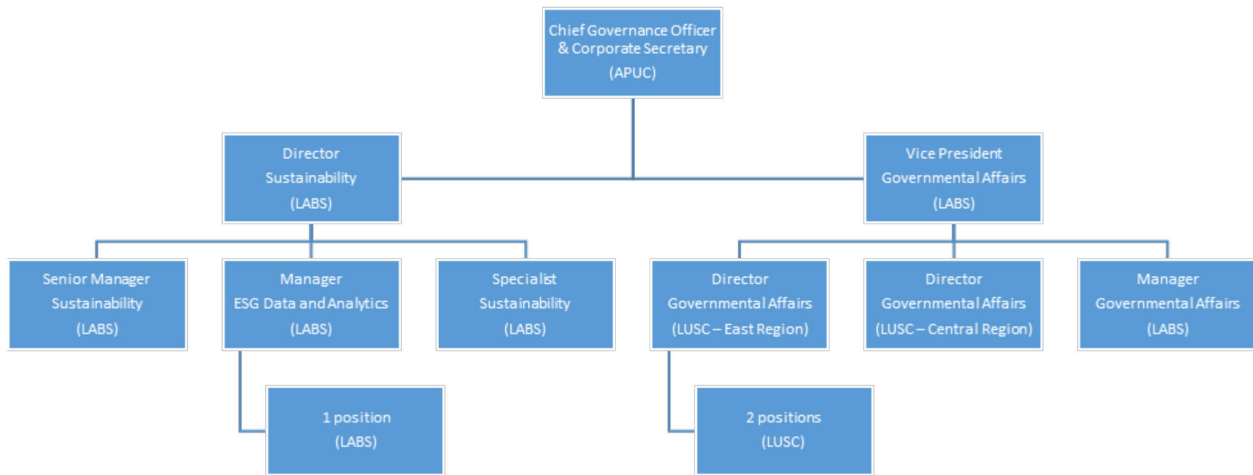 Chief Governance Officer
& Corporate Secretary
(APUC)
Director
Sustainability
(LABS)
Vice President
Governmental Affairs
(LABS)
Senior Manager
Sustainability
(LABS)
Manager
ESG Data and Analytics
(LABS)
Specialist
Sustainability
(LABS)
Director
Governmental Affairs
(LUSC – East Region)
Director
Governmental Affairs
(LUSC – Central Region)
Manager
Governmental Affairs
(LABS)
1 position
(LABS)
2 positions
(LUSC)